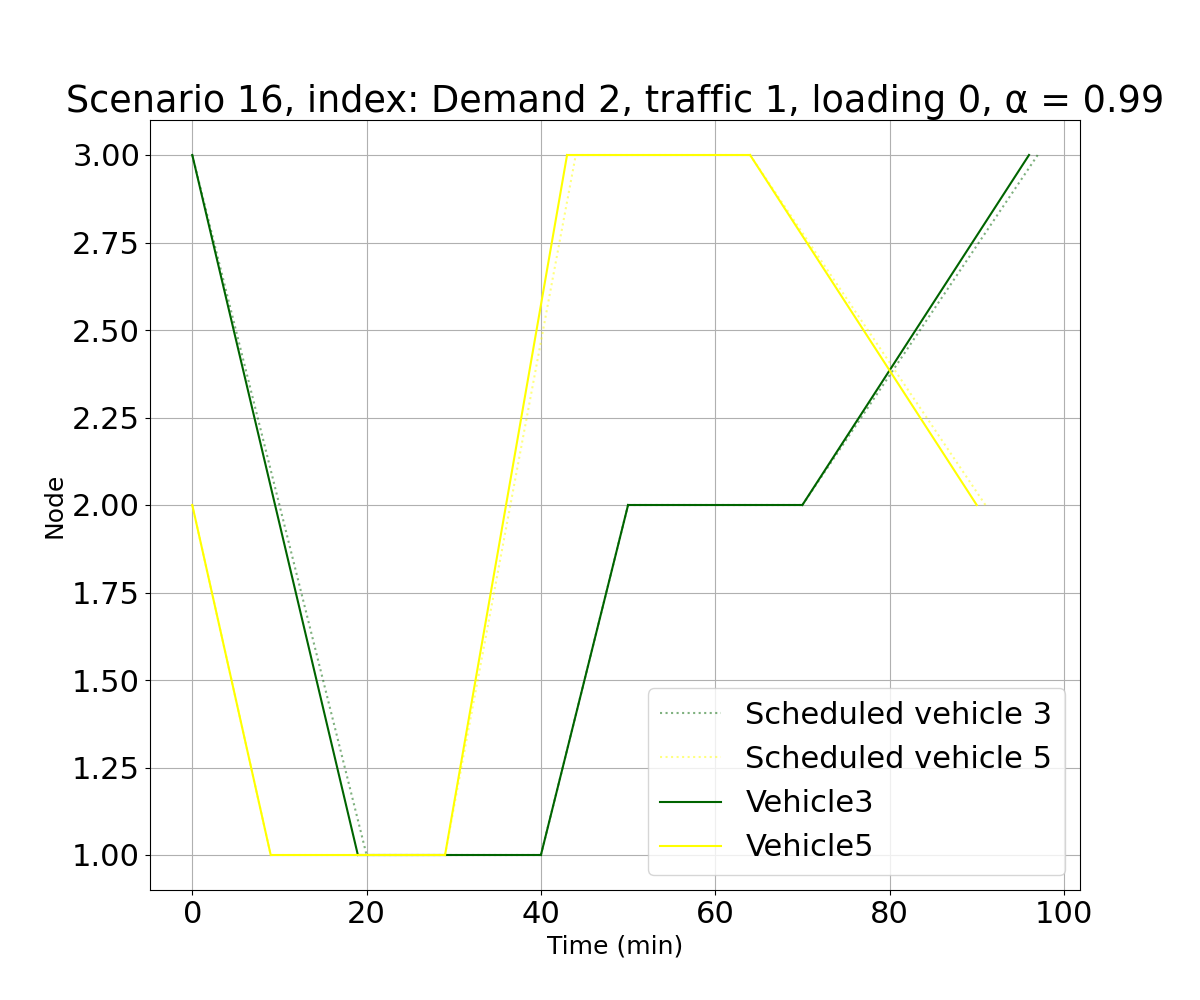 Scenario 16, index: Demand 2, traffic 1, loading 0, α = 0.99
3.00
2.75
2.50
2.25
2.00
1.75
1.50
1.25
1.00
Node
Scheduled vehicle 3
Scheduled vehicle 5
Vehicle3
Vehicle5
0 20 40 60 80 100
Time (min)